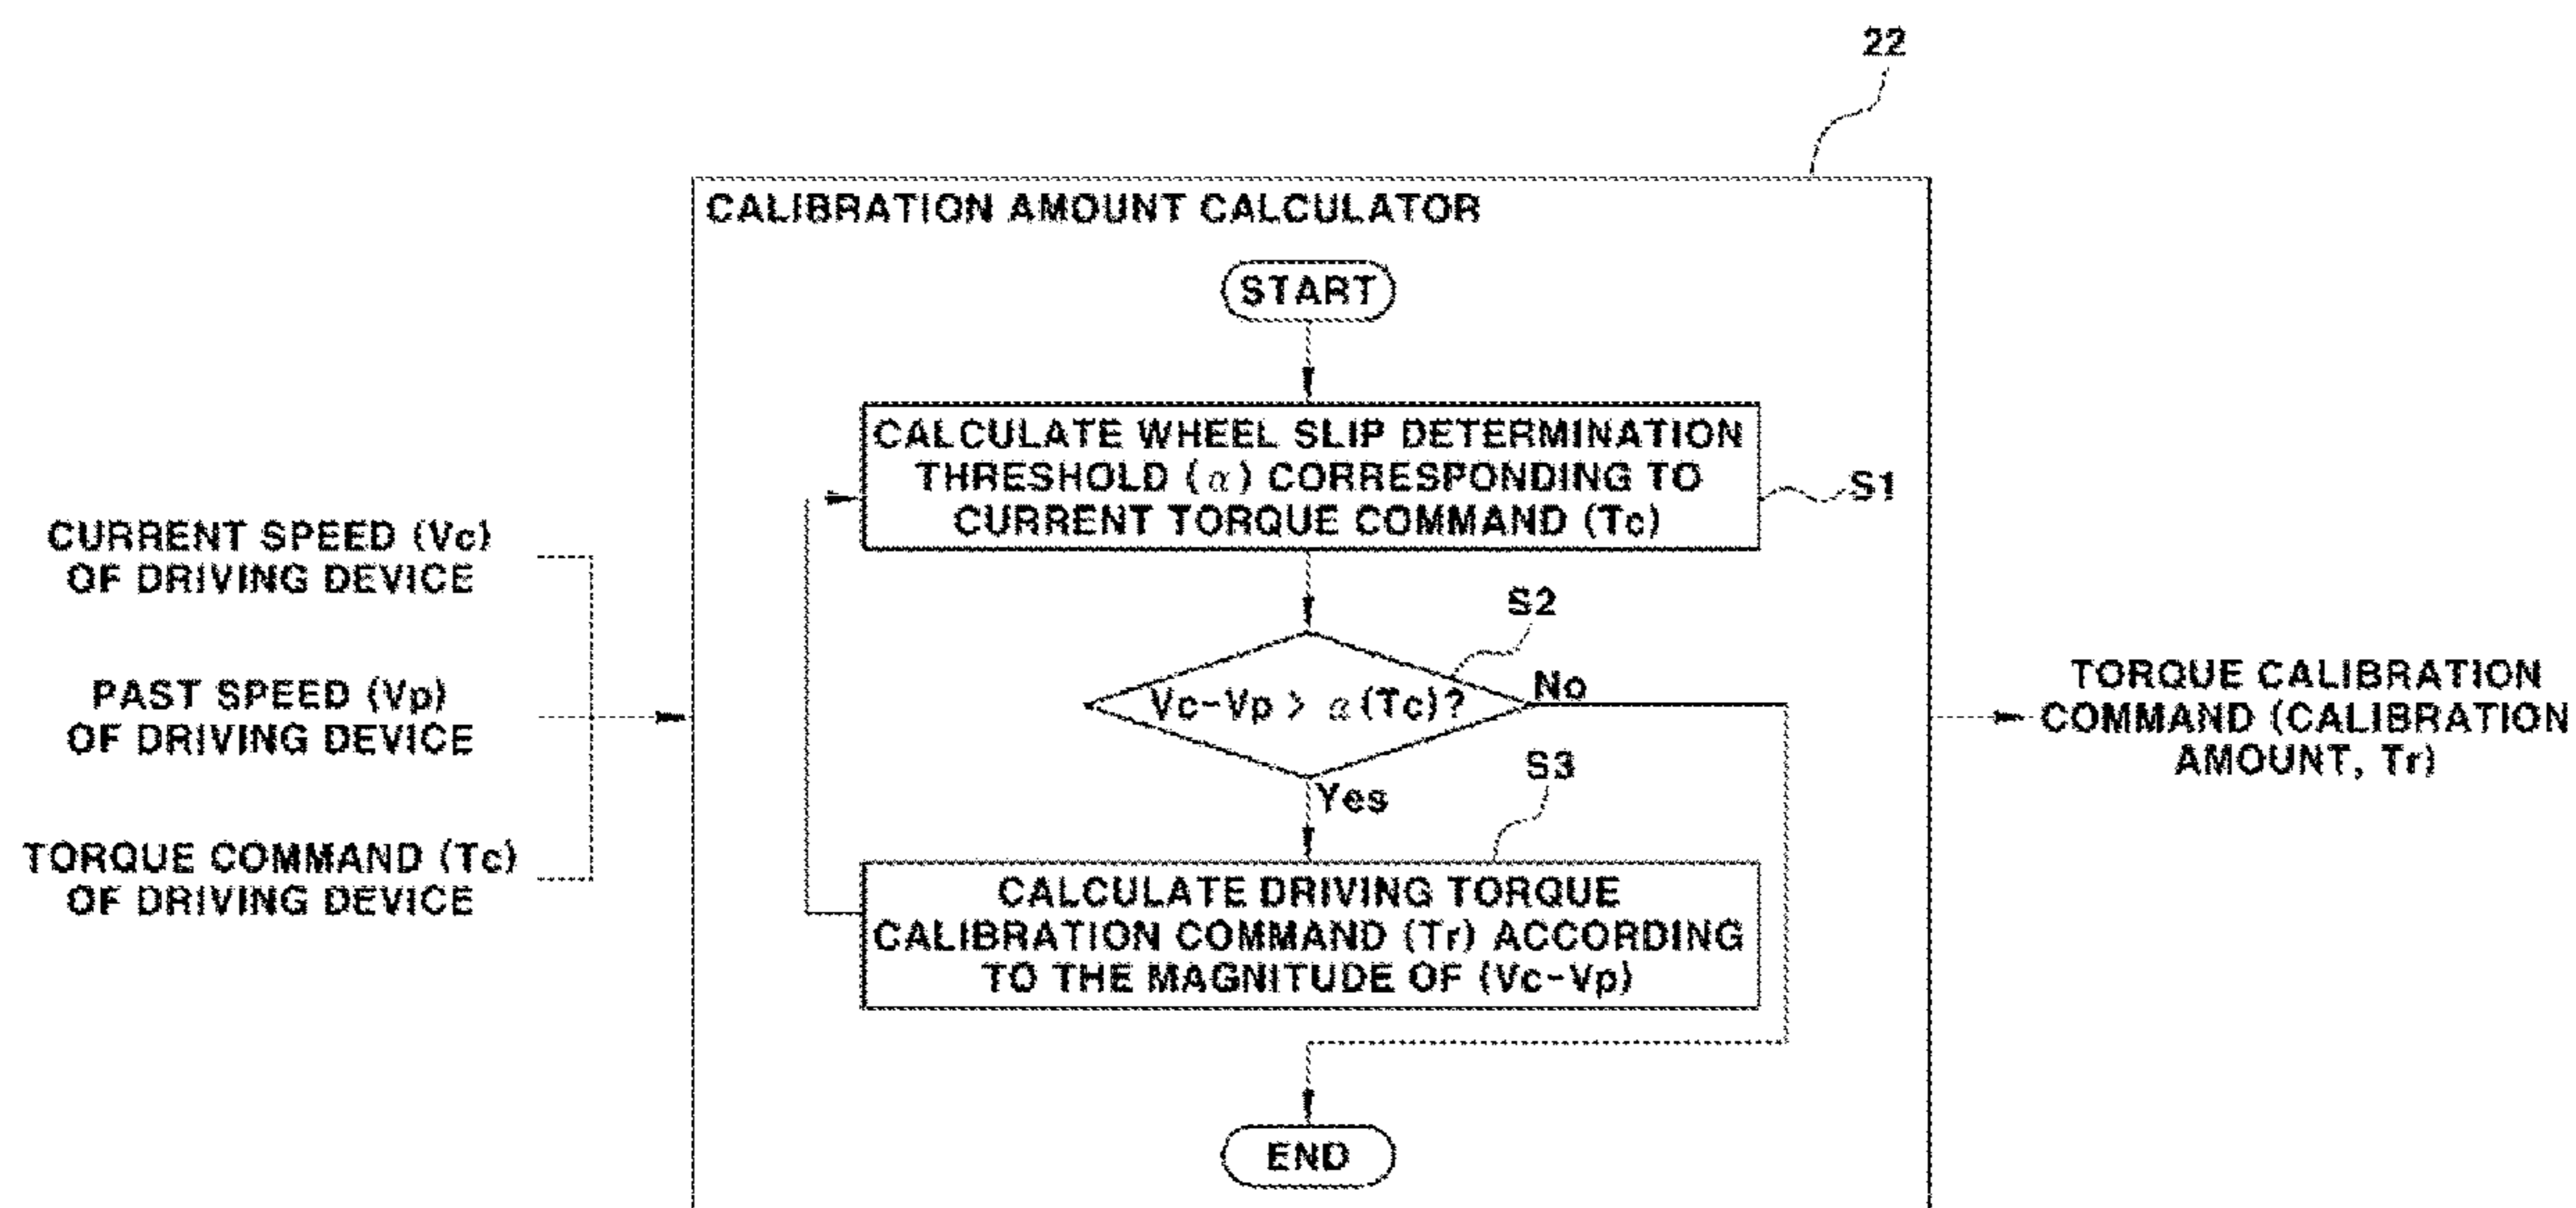 22
CALIBRATION AMOUNT CALCULATOR
START
CALCULATE WHEEL SLIP DETERMINATION
THRESHOLD (α) CORRESPONDING TO
CURRENT TORQUE COMMAND (Tc)
S1
CURRENT SPEED (Vc)
OF DRIVING DEVICE
S2
PAST SPEED (Vp)
OF DRIVING DEVICE
Vc-Vp > α(Tc)?
No
TORQUE CALIBRATION
COMMAND (CALIBRATION
AMOUNT, Tr)
S3
Yes
TORQUE COMMAND (Tc)
OF DRIVING DEVICE
CALCULATE DRIVING TORQUE
CALIBRATION COMMAND (Tr) ACCORDING
TO THE MAGNITUDE OF (Vc-Vp)
END